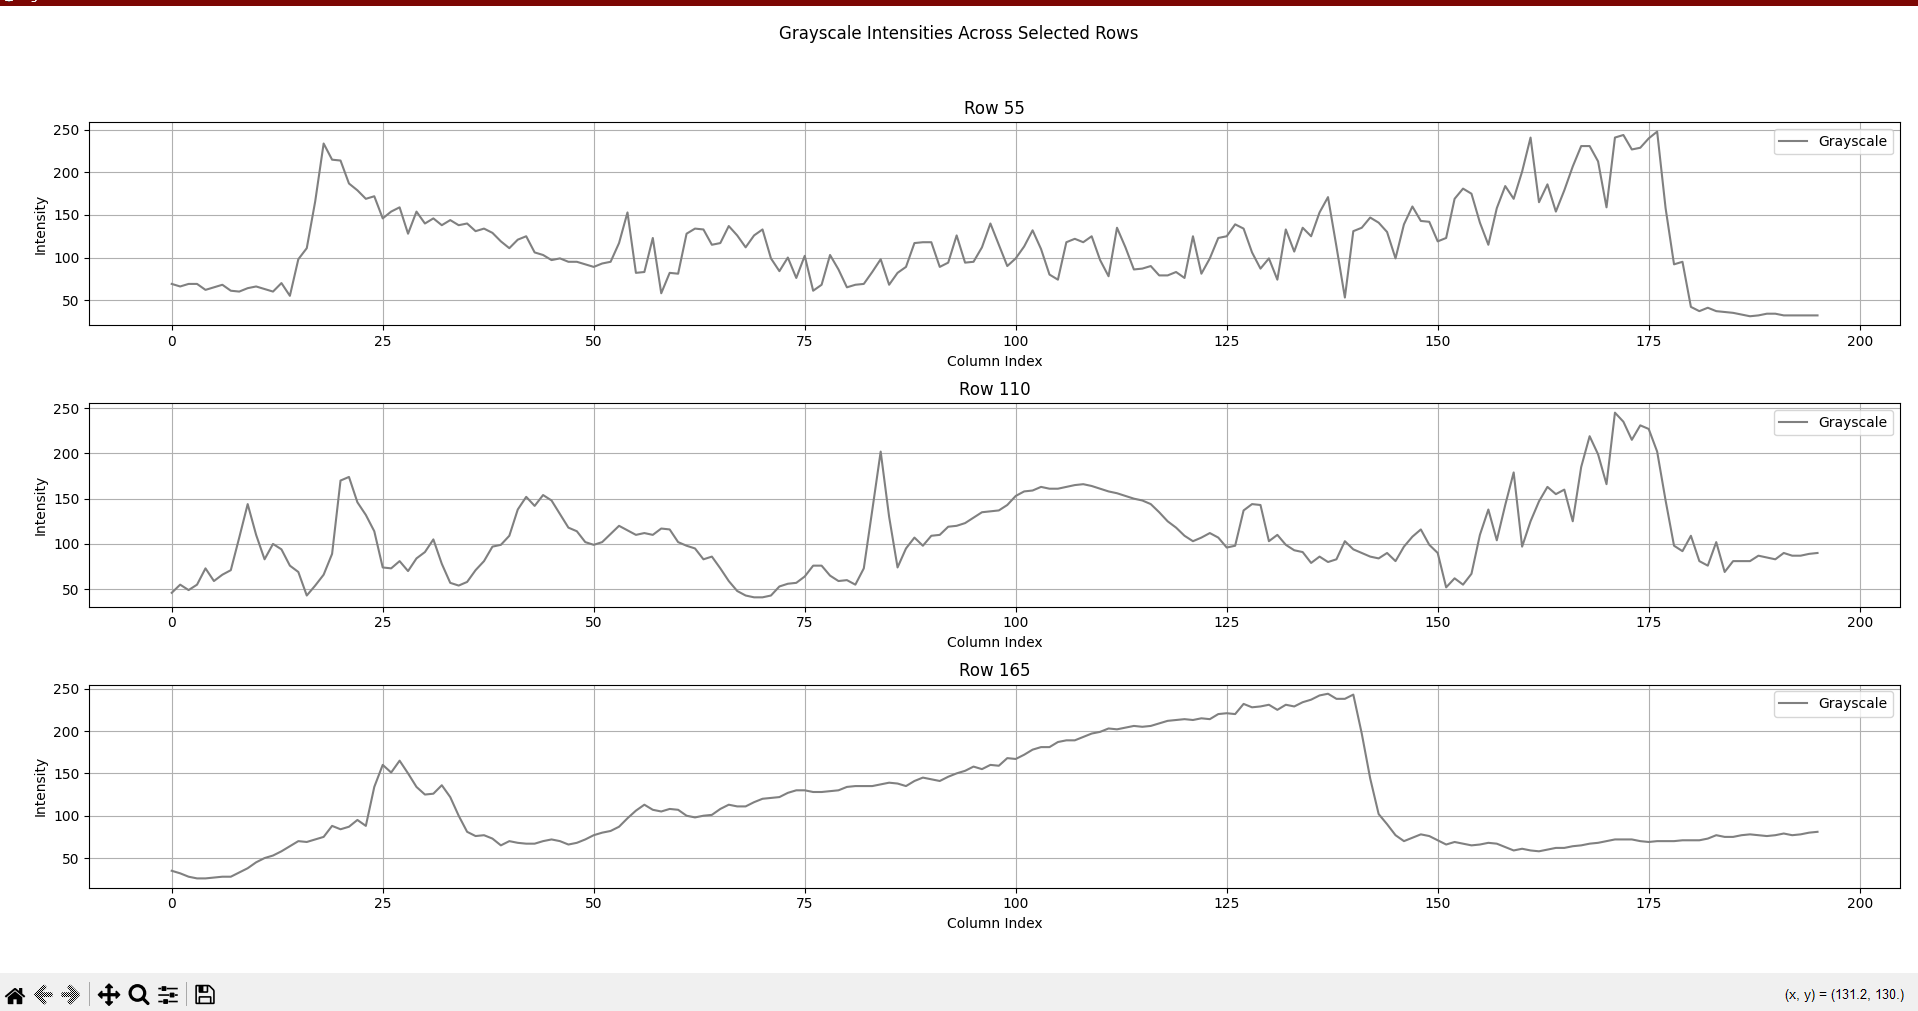 Grayscale Intensities Across Selected Rows
Row 55
Intensity
250
200
150
100
50
Grayscale
0 25 50 75 100 125 150 175 200
Column Index
Row 110
Intensity
250
200
150
100
50
Grayscale
0 25 50 75 100 125 150 175 200
Column Index
Row 165
Intensity
250
200
150
100
50
Grayscale
0 25 50 75 100 125 150 175 200
Column Index
(x, y) = (131.2, 130.)